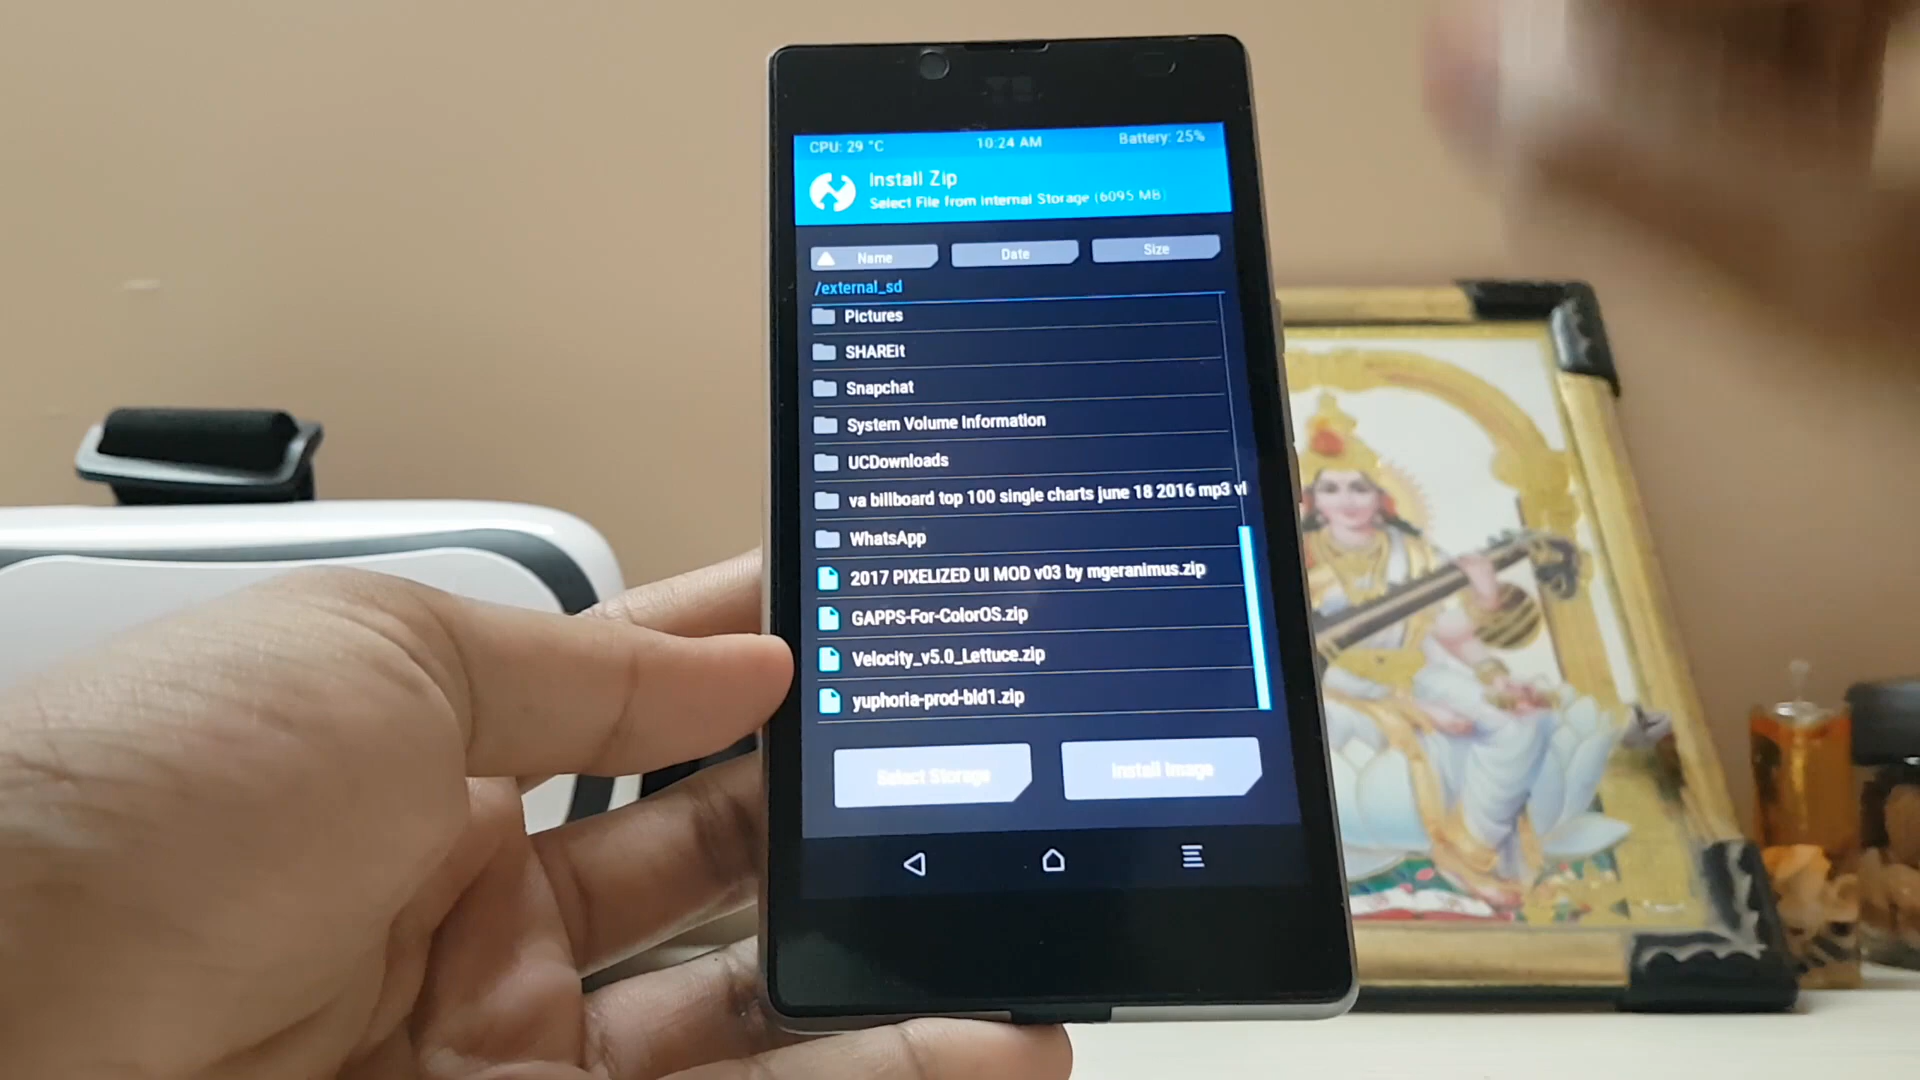 CPU: 29 °C 10:24 AM Battery: 25%
Install Zip
Select File from Internal Storage (6095 MB)
Name Date Size
/external_sd
Pictures
SHAREit
Snapchat
System Volume Information
UCDownloads
va billboard top 100 single charts june 18 2016 mp3 vl
WhatsApp
2017 PIXELIZED UI MOD v03 by mgeranimus.zip
GAPPS-For-ColorOS.zip
Velocity_v5.0_Lettuce.zip
yuphoria-prod-bld1.zip
Select Storage Install Image